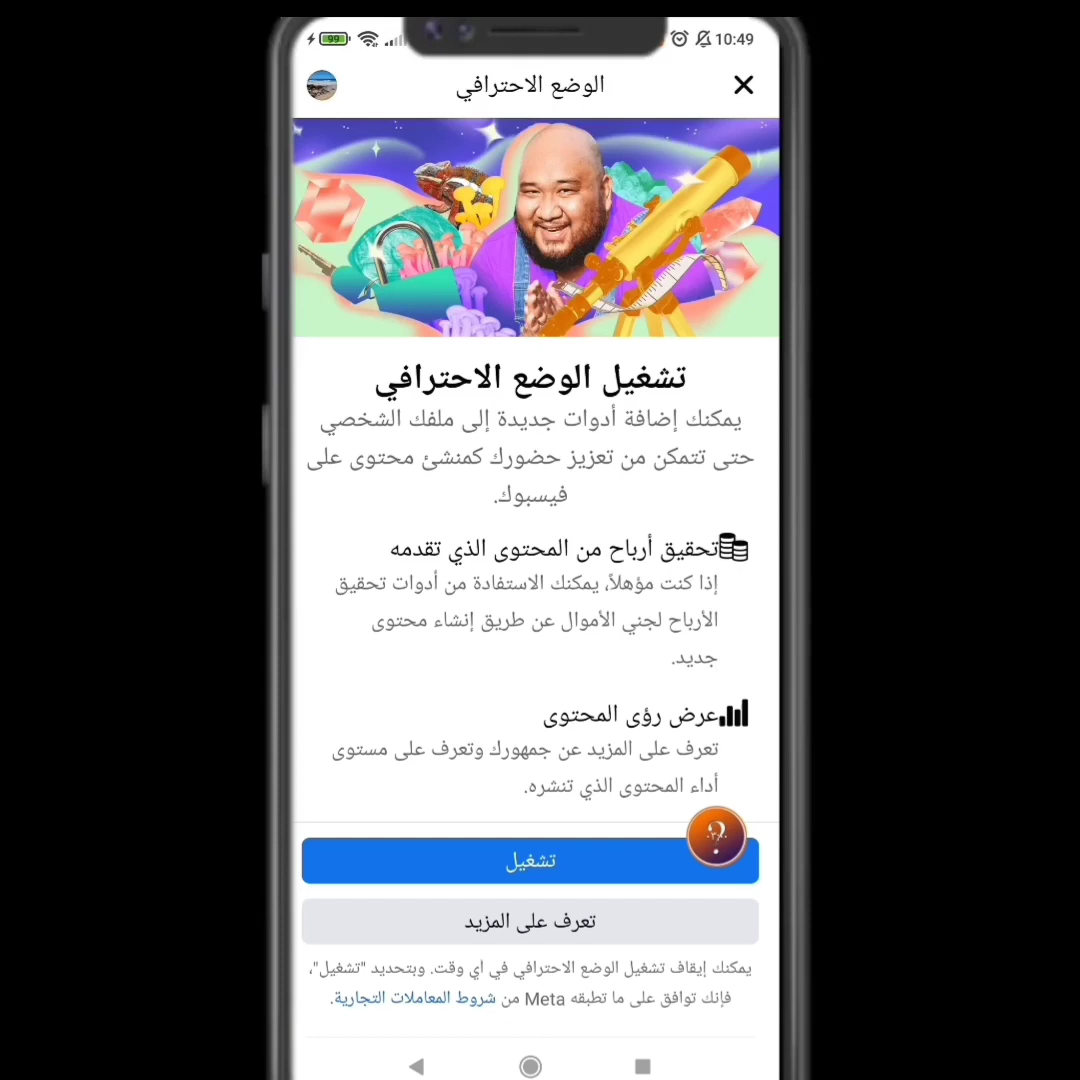 99
10:49
الوضع الاحترافي
تشغيل الوضع الاحترافي
يمكنك إضافة أدوات جديدة إلى ملفك الشخصي
حتى تتمكن من تعزيز حضورك كمنشئ محتوى على
فيسبوك.
تحقيق أرباح من المحتوى الذي تقدمه
إذا كنت مؤهلاً، يمكنك الاستفادة من أدوات تحقيق
الأرباح لجني الأموال عن طريق إنشاء محتوى
جديد.
عرض رؤى المحتوى
تعرف على المزيد عن جمهورك وتعرف على مستوى
أداء المحتوى الذي تنشره.
تشغيل
تعرف على المزيد
يمكنك إيقاف تشغيل الوضع الاحترافي في أي وقت. وبتحديد "تشغيل"،
فإنك توافق على ما تطبقه Meta من شروط المعاملات التجارية.